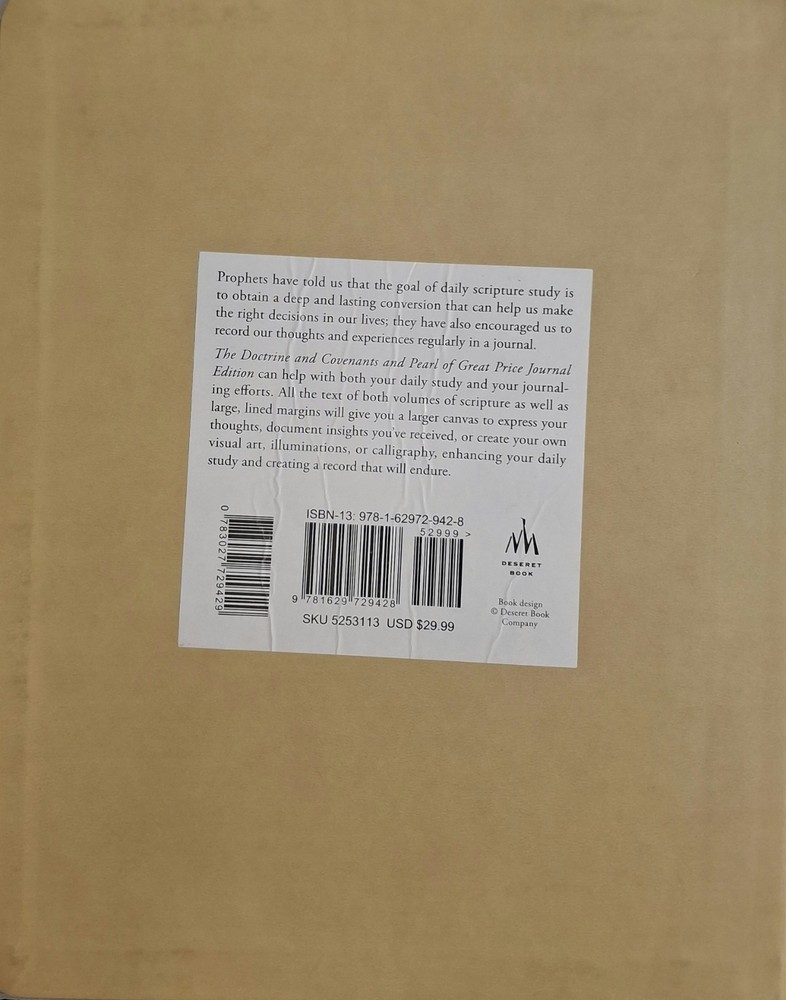 Prophets have told us that the goal of daily scripture study is
to obtain a deep and lasting conversion that can help us make
the right decisions in our lives; they have also encouraged us to
record our thoughts and experiences regularly in a journal.
The Doctrine and Covenants and Pearl of Great Price Journal
Edition can help with both your daily study and your journal-
ing efforts. All the text of both volumes of scripture as well as
large, lined margins will give you a larger canvas to express your
thoughts, document insights you've received, or create your own
visual art, illuminations, or calligraphy, enhancing your daily
study and creating a record that will endure.
0 783027 729429
ISBN-13: 978-1-62972-942-8
52999 >
9 781629 729428
SKU 5253113 USD $29.99
DESERET
BOOK
Book design
© Deseret Book
Company